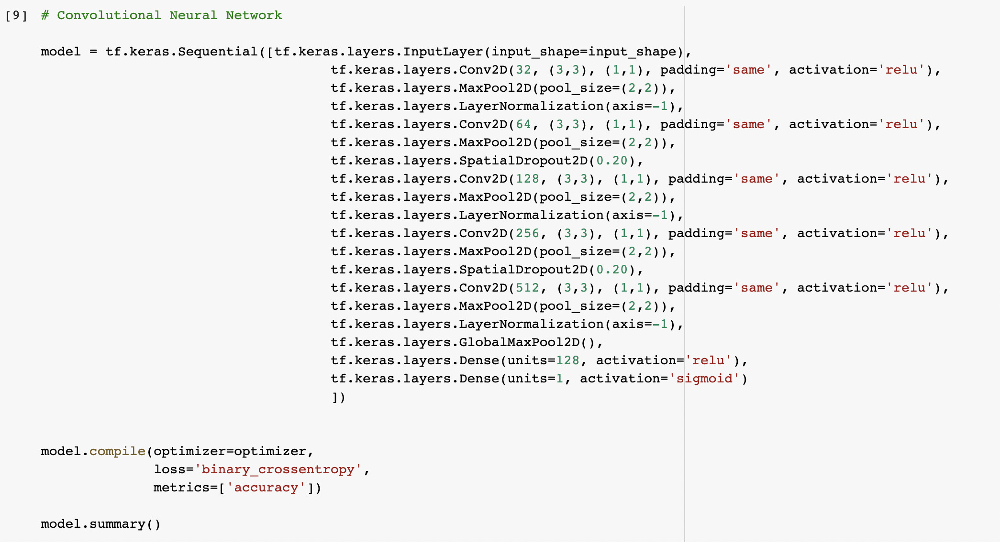 [9] # Convolutional Neural Network
model = tf.keras.Sequential([tf.keras.layers.InputLayer(input_shape=input_shape),
tf.keras.layers.Conv2D(32, (3,3), (1,1), padding='same', activation='relu'),
tf.keras.layers.MaxPool2D(pool_size=(2,2)),
tf.keras.layers.LayerNormalization(axis=-1),
tf.keras.layers.Conv2D(64, (3,3), (1,1), padding='same', activation='relu'),
tf.keras.layers.MaxPool2D(pool_size=(2,2)),
tf.keras.layers.SpatialDropout2D(0.20),
tf.keras.layers.Conv2D(128, (3,3), (1,1), padding='same', activation='relu'),
tf.keras.layers.MaxPool2D(pool_size=(2,2)),
tf.keras.layers.LayerNormalization(axis=-1),
tf.keras.layers.Conv2D(256, (3,3), (1,1), padding='same', activation='relu'),
tf.keras.layers.MaxPool2D(pool_size=(2,2)),
tf.keras.layers.SpatialDropout2D(0.20),
tf.keras.layers.Conv2D(512, (3,3), (1,1), padding='same', activation='relu'),
tf.keras.layers.MaxPool2D(pool_size=(2,2)),
tf.keras.layers.LayerNormalization(axis=-1),
tf.keras.layers.GlobalMaxPool2D(),
tf.keras.layers.Dense(units=128, activation='relu'),
tf.keras.layers.Dense(units=1, activation='sigmoid')
])
model.compile(optimizer=optimizer,
loss='binary_crossentropy',
metrics=['accuracy'])
model.summary()